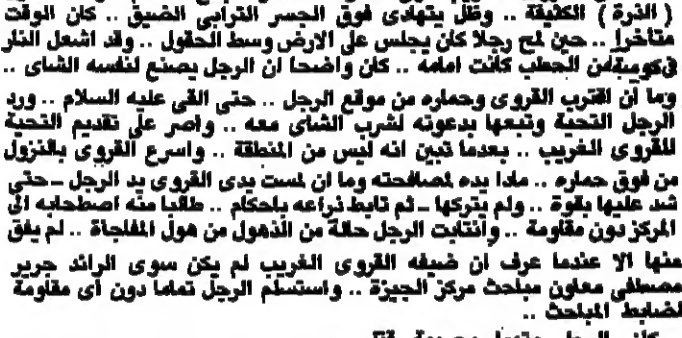 ( الذرة ) الكثيفة .. وظل يتهادى فوق الجسر الترابى الضيق .. كان الوقت
متأخرا .. حين لمح رجلا كان يجلس على الارض وسط الحقول .. وقد اشعل النار
فى كومة من الحطب كانت امامه .. كان واضحا ان الرجل يصنع لنفسه الشاى ..
وما أن اقترب القروى وحماره من موقع الرجل .. حتى القى عليه السلام .. ورد
الرجل التحية وتبعها بدعوته لشرب الشاى معه .. واصر على تقديم التحية
للقروى الغريب .. بعدما تبين انه ليس من المنطقة .. واسرع القروى بالنزول
من فوق حماره .. مادا يده لمصافحته وما ان لمست يدى القروى يد الرجل ـ حتى
شد عليها بقوة .. ولم يتركها ـ ثم تابط ذراعه باحكام .. طالبا منه اصطحابه الى
المركز دون مقاومة .. وانتابت الرجل حالة من الذهول من هول المفاجاة .. لم يفق
منها الا عندما عرف ان ضيفه القروى الغريب لم يكن سوى الرائد جرير
مصطفى معاون مباحث مركز الجيزة .. واستسلم الرجل تماما دون أى مقاومة
لضابط المباحث ..